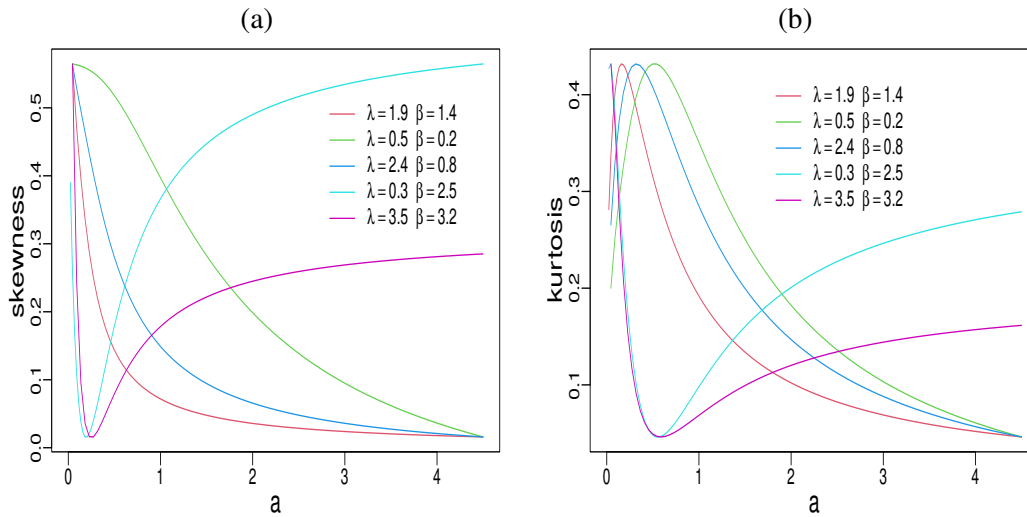 (a)
skewness
0.0 0.1 0.2 0.3 0.4 0.5
λ=1.9 β=1.4
λ=0.5 β=0.2
λ=2.4 β=0.8
λ=0.3 β=2.5
λ=3.5 β=3.2
0 1 2 3 4
a
(b)
kurtosis
0.1 0.2 0.3 0.4
λ=1.9 β=1.4
λ=0.5 β=0.2
λ=2.4 β=0.8
λ=0.3 β=2.5
λ=3.5 β=3.2
0 1 2 3 4
a